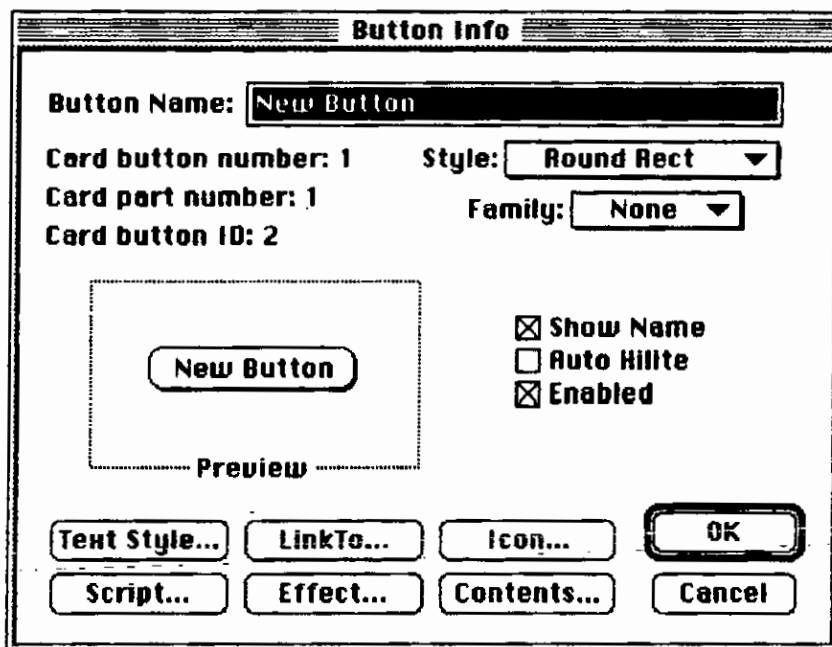 Button Info
Button Name: New Button
Card button number: 1 Style: Round Rect
Card part number: 1 Family: None
Card button ID: 2
Show Name
New Button Auto Hilite
Enabled
Preview
Text Style... LinkTo... Icon... OK
Script... Effect... Contents... Cancel